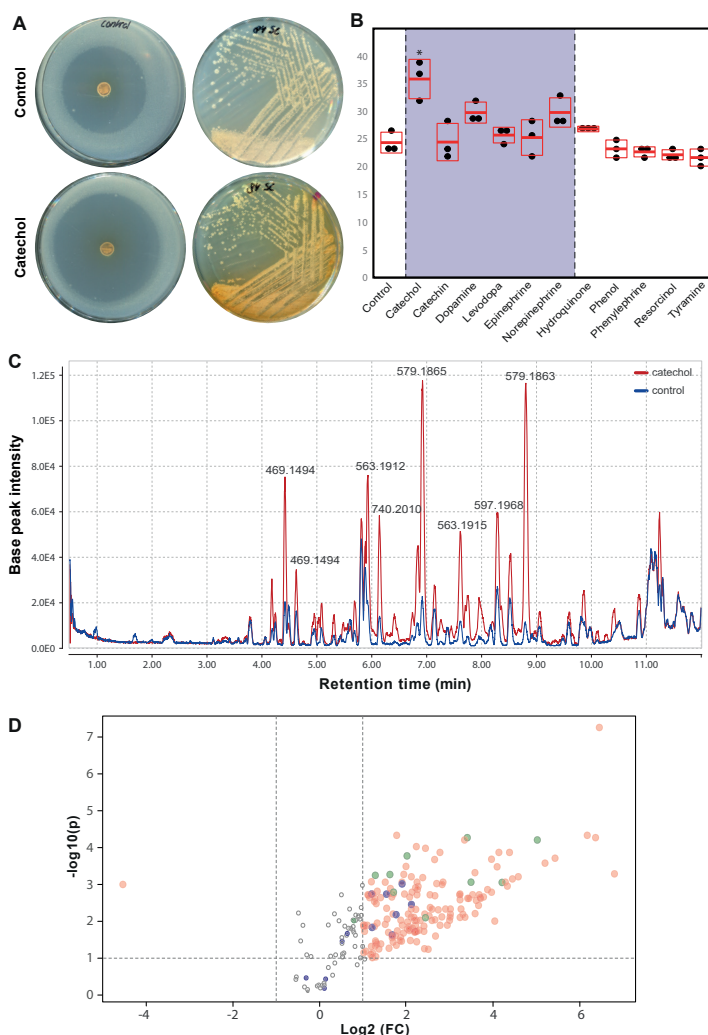 A
Control
control
Catechol
B
*
40
35
30
25
20
15
10
5
0
Control
Catechol
Catechin
Dopamine
Levodopa
Epinephrine
Norepinephrine
Hydroquinone
Phenol
Phenylephrine
Resorcinol
Tyramine
C
Base peak intensity
1.2E5
1.0E5
8.0E4
6.0E4
4.0E4
2.0E4
0.0E0
579.1865
579.1863
469.1494
563.1912
740.2010
597.1968
563.1915
469.1494
catechol
control
1.00 2.00 3.00 4.00 5.00 6.00 7.00 8.00 9.00 10.00 11.00
Retention time (min)
D
-log10(p)
7
6
5
4
3
2
1
0
-4 -2 0 2 4 6
Log2 (FC)